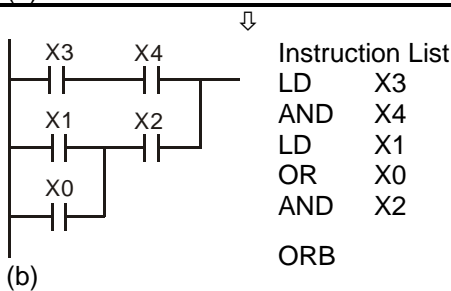 ⇩
X3 X4
X1 X2
X0
(b)
Instruction List
LD X3
AND X4
LD X1
OR X0
AND X2
ORB